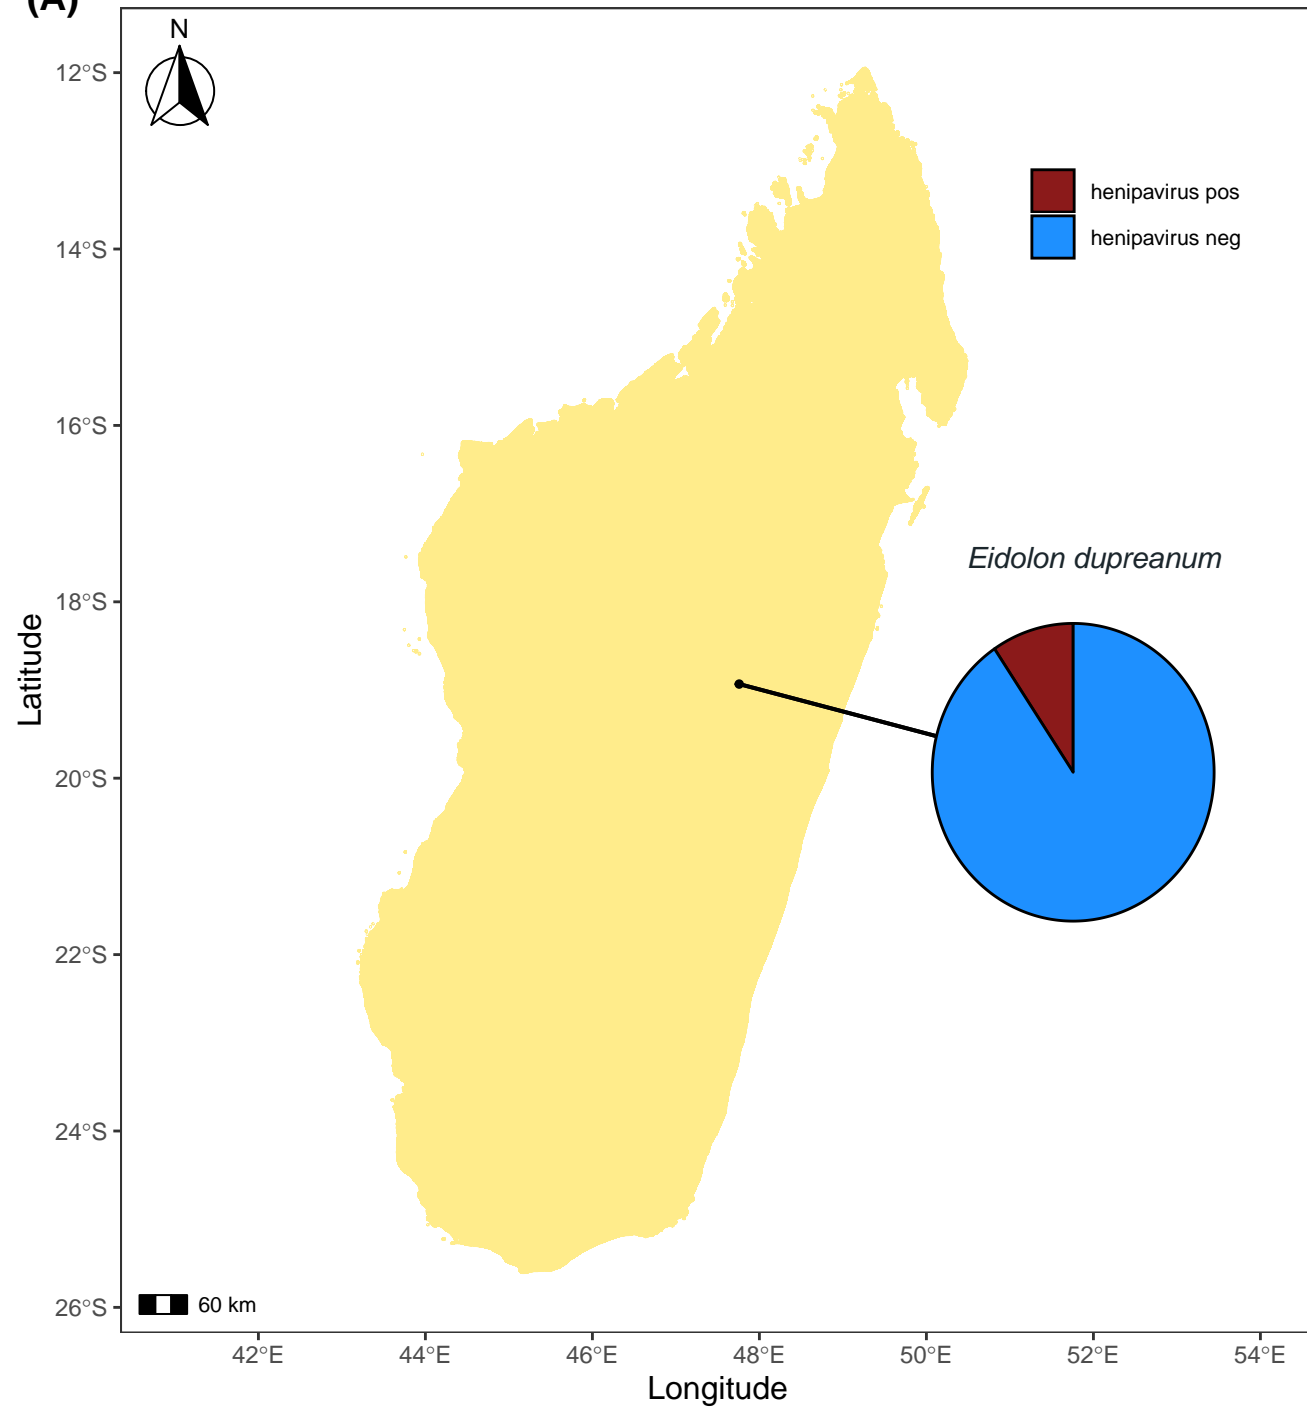 (A)
N
12°S
14°S
16°S
18°S
20°S
22°S
24°S
26°S
Latitude
henipavirus pos
henipavirus neg
Eidolon dupreanum
60 km
42°E
44°E
46°E
48°E
50°E
52°E
54°E
Longitude